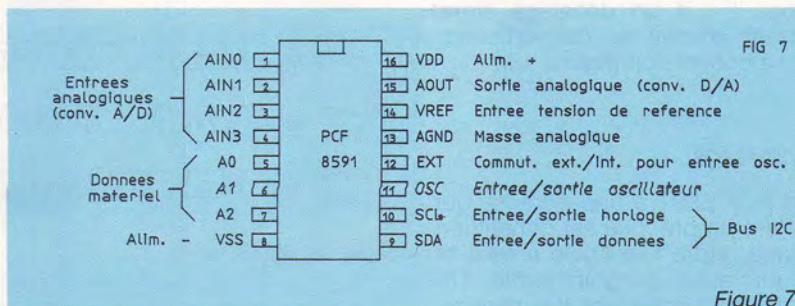 FIG 7
AIN0 1 16 VDD Alim. +
AIN1 2 15 AOUT Sortie analogique (conv. D/A)
AIN2 3 14 VREF Entree tension de reference
AIN3 4 13 AGND Masse analogique
Entrees
analogiques
(conv. A/D)
PCF
8591
A0 5 12 EXT Commut. ext./int. pour entree osc.
A1 6 11 OSC Entree/sortie oscillateur
A2 7 10 SCL Entree/sortie horloge
Donnees
materiel
Alim. - VSS 8 9 SDA Entree/sortie donnees
Bus I2C
Figure 7